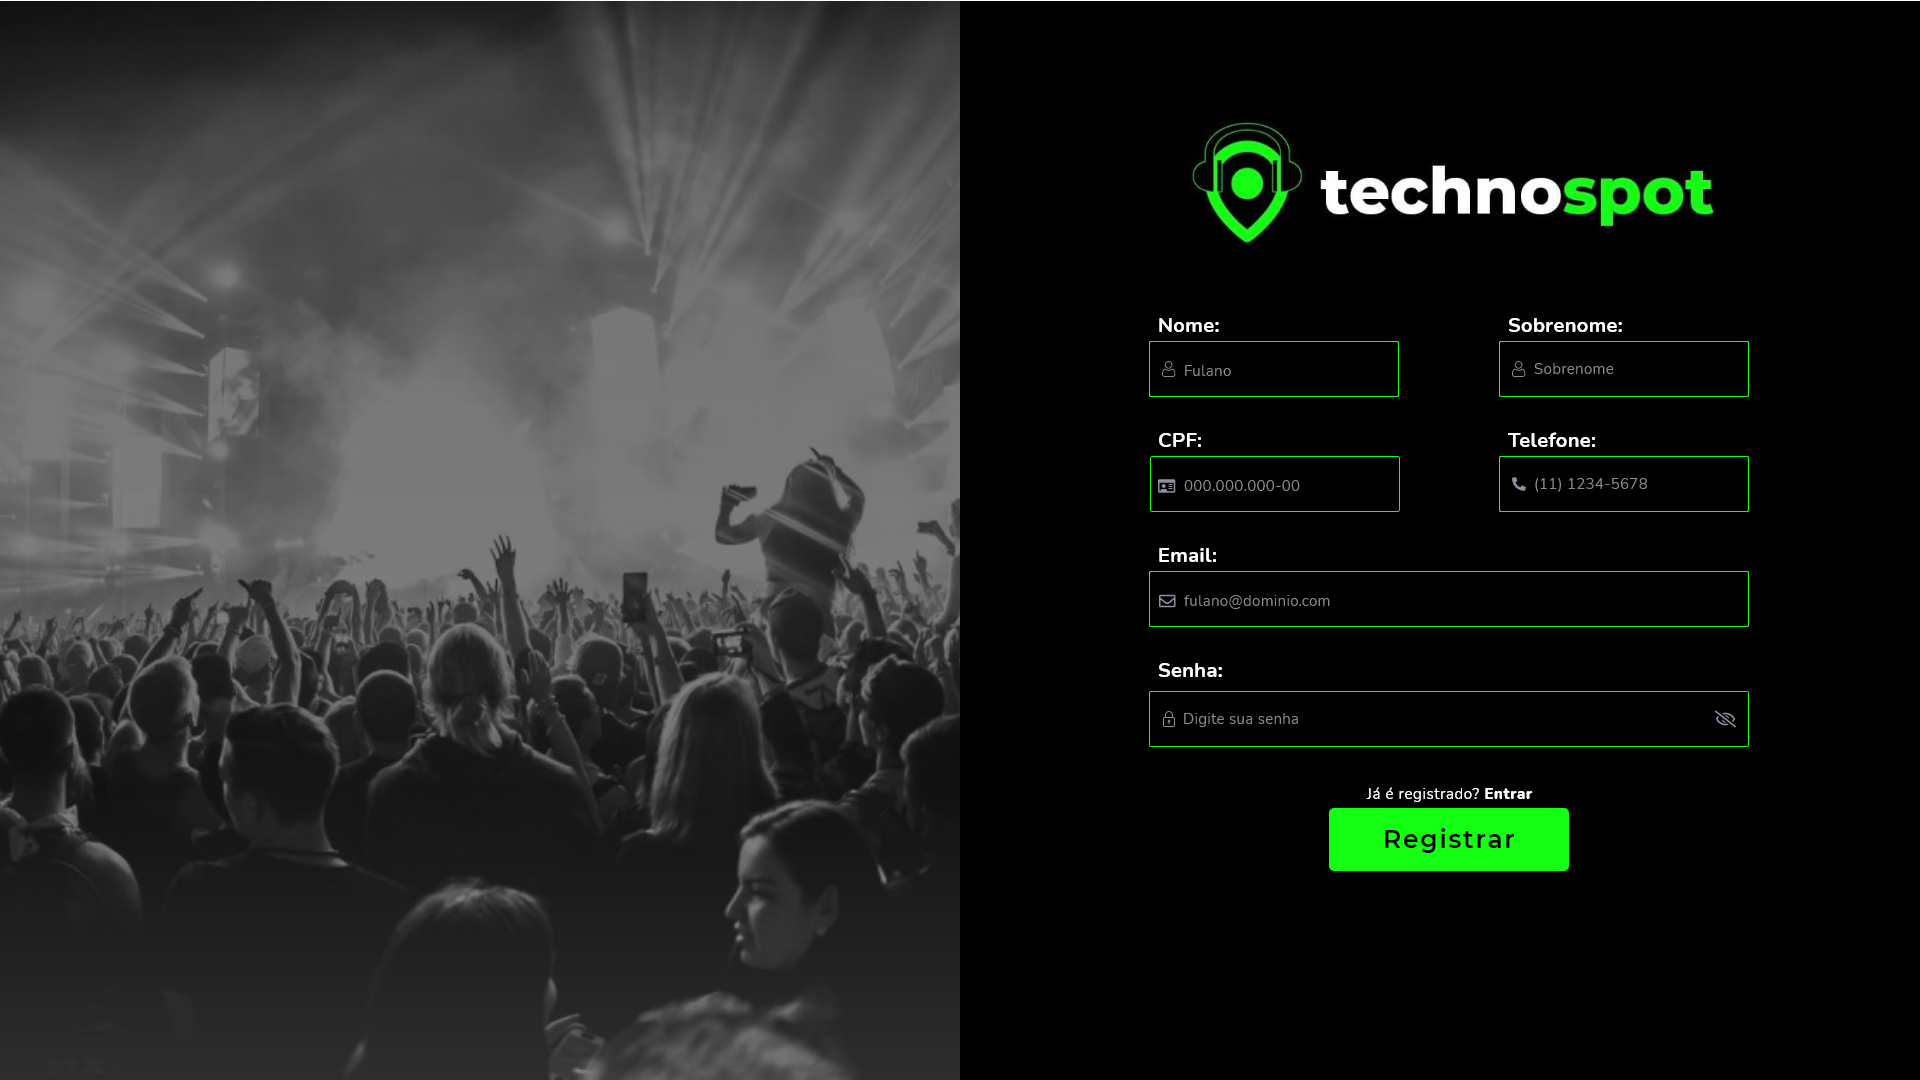 technospot
Nome: Sobrenome:
Fulano Sobrenome
CPF: Telefone:
000.000.000-00 (11) 1234-5678
Email:
fulano@dominio.com
Senha:
Digite sua senha
Já é registrado? Entrar
Registrar